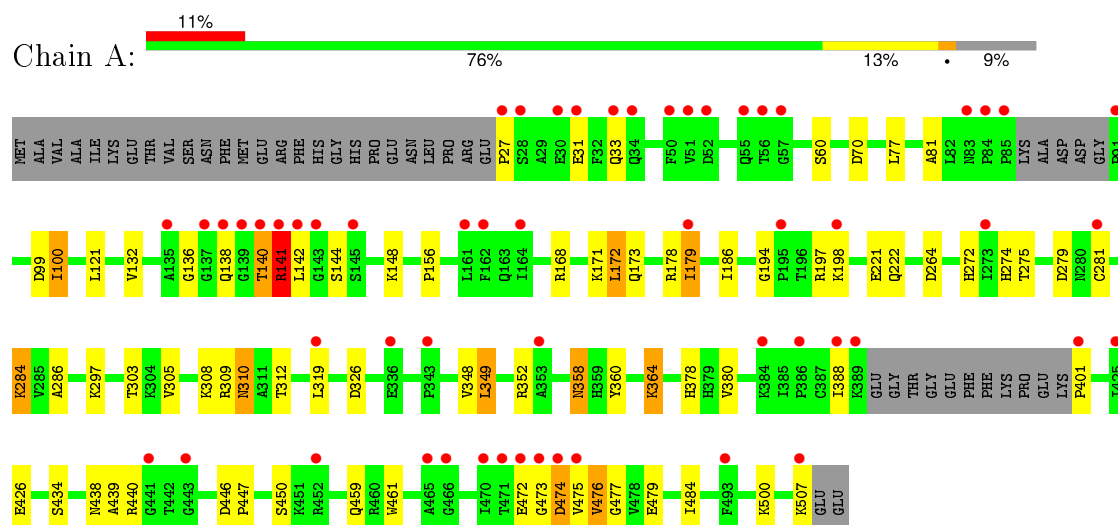 11%
Chain A:
76% 13% • 9%
MET ALA VAL ALA ILE LYS GLU THR VAL SER ASN PHE MET GLU ARG PHE HIS GLY HIS PRO GLU ASN LEU PRO ARG GLU P27 S28 A29 E30 E31 F32 Q33 Q34 F50 V51 D52 Q55 T56 G57 S60 D70 L77 A81 L82 N83 P84 P85 LYS ALA ASP ASP GLY P91
D99 I100 L121 V132 A135 G136 G137 Q138 G139 T140 R141 L142 G143 S144 S145 K148 P156 L161 F162 Q163 I164 R168 K171 L172 Q173 R178 I179 I186 G194 P195 T196 R197 K198 E221 Q222 D264 H272 I273 H274 T275 D279 N280 C281
K284 V285 A286 K297 T303 K304 V305 K308 R309 N310 A311 T312 L319 D326 E336 P343 V348 L349 R352 A353 N358 H359 Y360 K364 H378 H379 V380 K384 I385 P386 C387 I388 K389 GLU GLY THR GLY GLU PHE PHE LYS PRO GLU LYS P401 I425
E426 S434 N438 A439 R440 G441 T442 G443 D446 P447 S450 K451 R452 Q459 R460 W461 A465 G466 I470 T471 E472 G473 D474 V475 V476 G477 V478 E479 I484 F493 K500 K507 GLU GLU